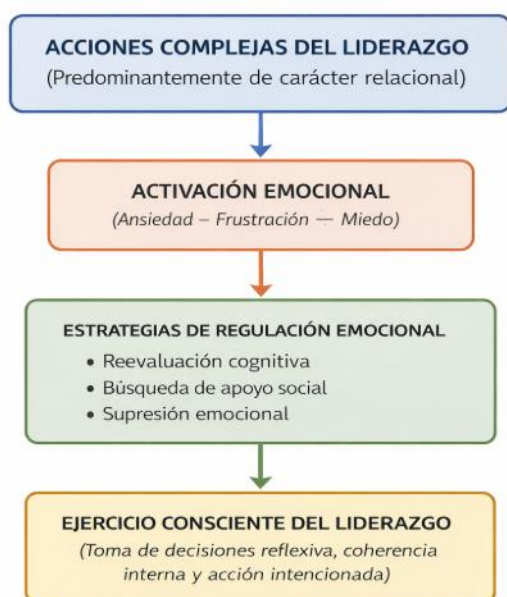 ACCIONES COMPLEJAS DEL LIDERAZGO
(Predominantemente de carácter relacional)
ACTIVACIÓN EMOCIONAL
(Ansiedad – Frustración — Miedo)
ESTRATEGIAS DE REGULACIÓN EMOCIONAL
• Reevaluación cognitiva
• Búsqueda de apoyo social
• Supresión emocional
EJERCICIO CONSCIENTE DEL LIDERAZGO
(Toma de decisiones reflexiva, coherencia
interna y acción intencionada)